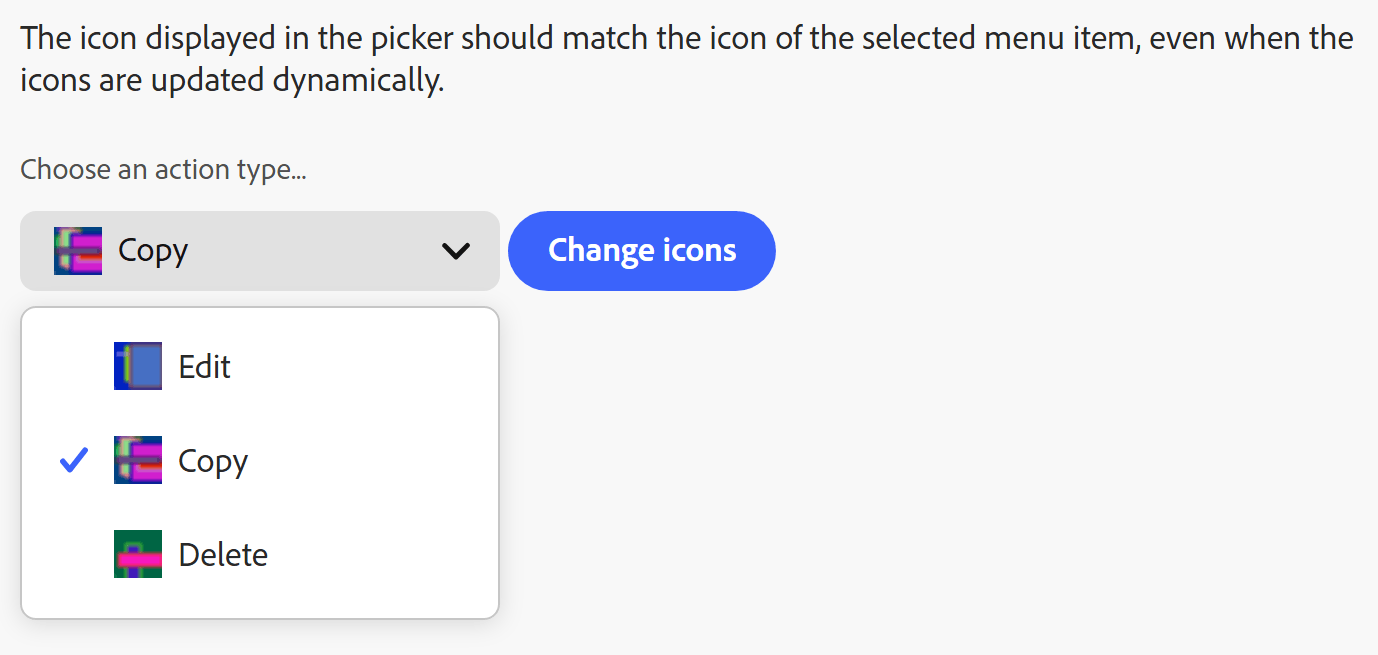 The icon displayed in the picker should match the icon of the selected menu item, even when the
icons are updated dynamically.
Choose an action type...
Copy
Change icons
Edit
Copy
Delete